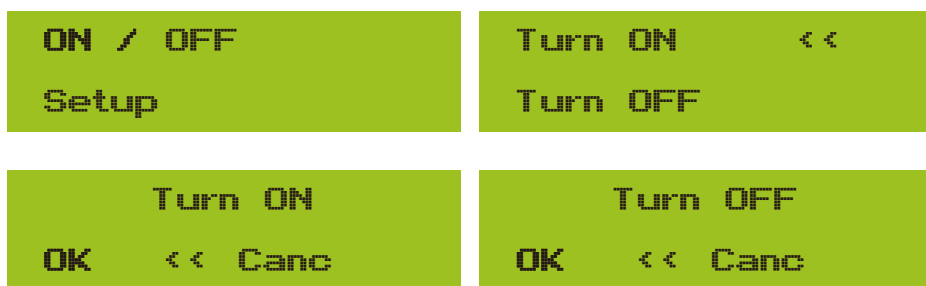 ON / OFF
Setup
Turn ON <<
Turn OFF
Turn ON
OK << Canc
Turn OFF
OK << Canc